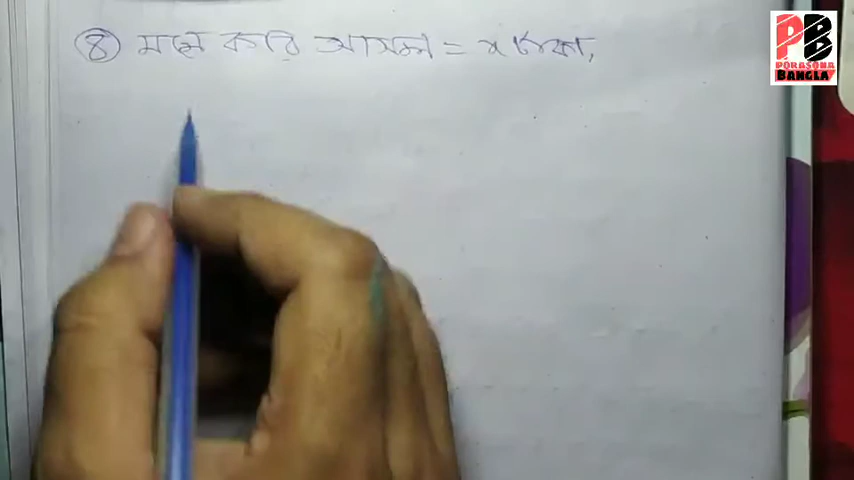 ৪ মনে করি আসল = x টাকা,
PB
PORASONA
BANGLA